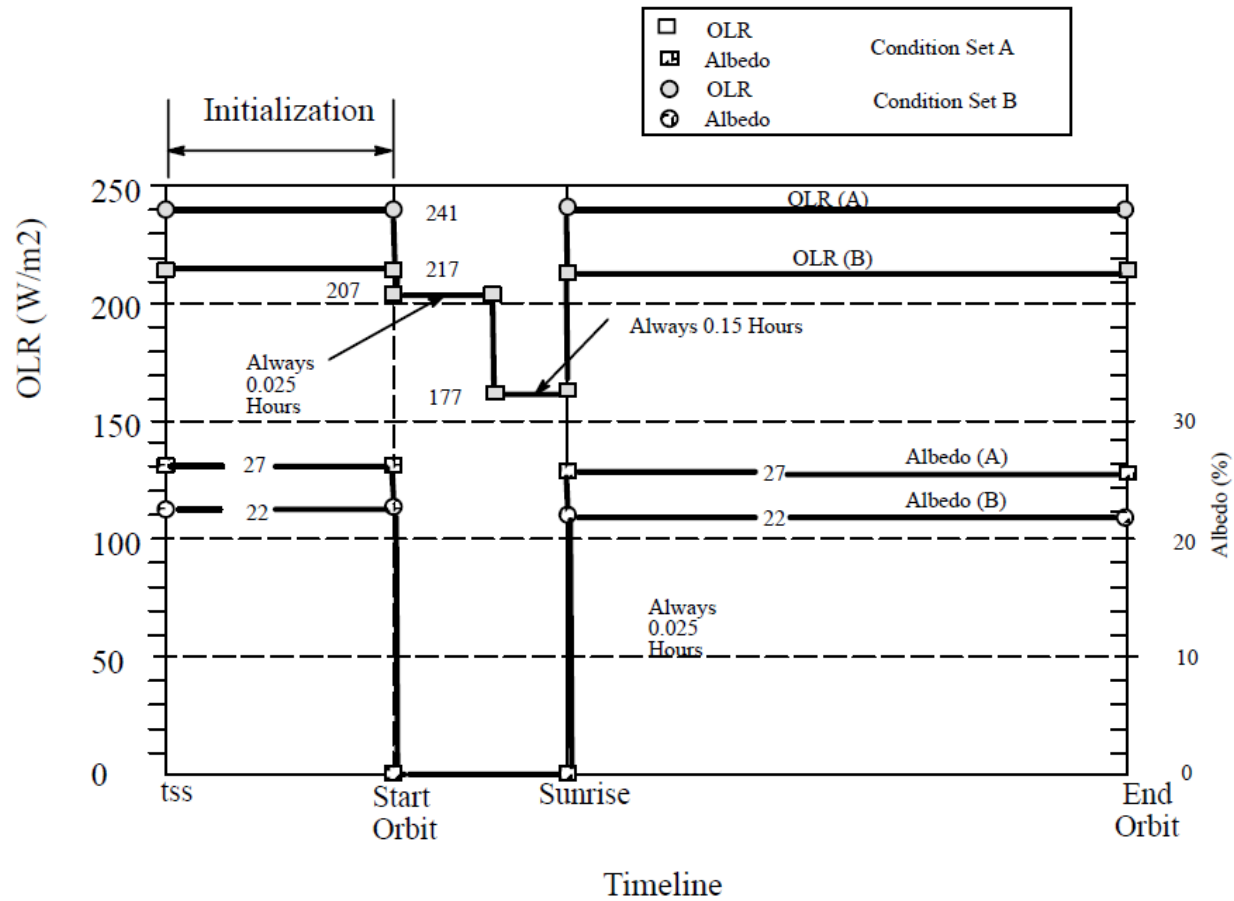 OLR
Albedo
Condition Set A
OLR
Albedo
Condition Set B
Initialization
OLR (W/m2)
250
200
150
100
50
0
241
217
207
177
Always
0.025
Hours
Always 0.15 Hours
OLR (A)
OLR (B)
27
22
27
22
Albedo (A)
Albedo (B)
Always
0.025
Hours
30
20
10
0
Albedo (%)
tss
Start
Orbit
Sunrise
End
Orbit
Timeline